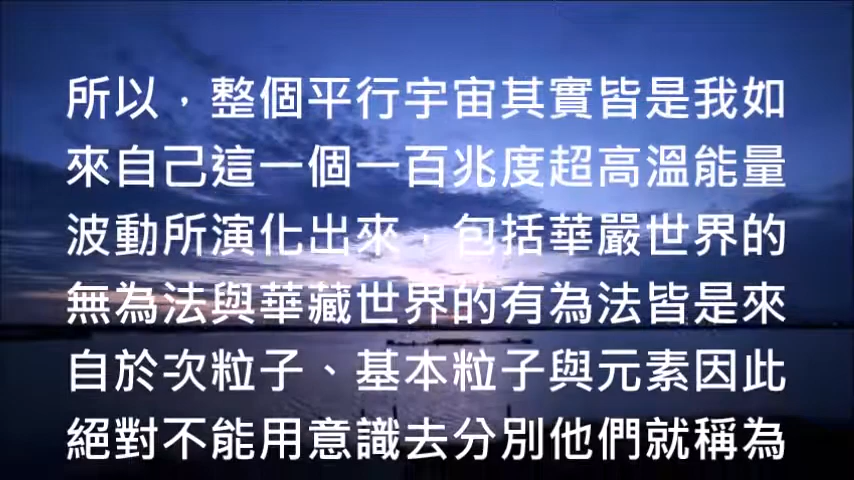 所以，整個平行宇宙其實皆是我如
來自己這一個一百兆度超高溫能量
波動所演化出來，包括華嚴世界的
無為法與華藏世界的有為法皆是來
自於次粒子、基本粒子與元素因此
絕對不能用意識去分別他們就稱為